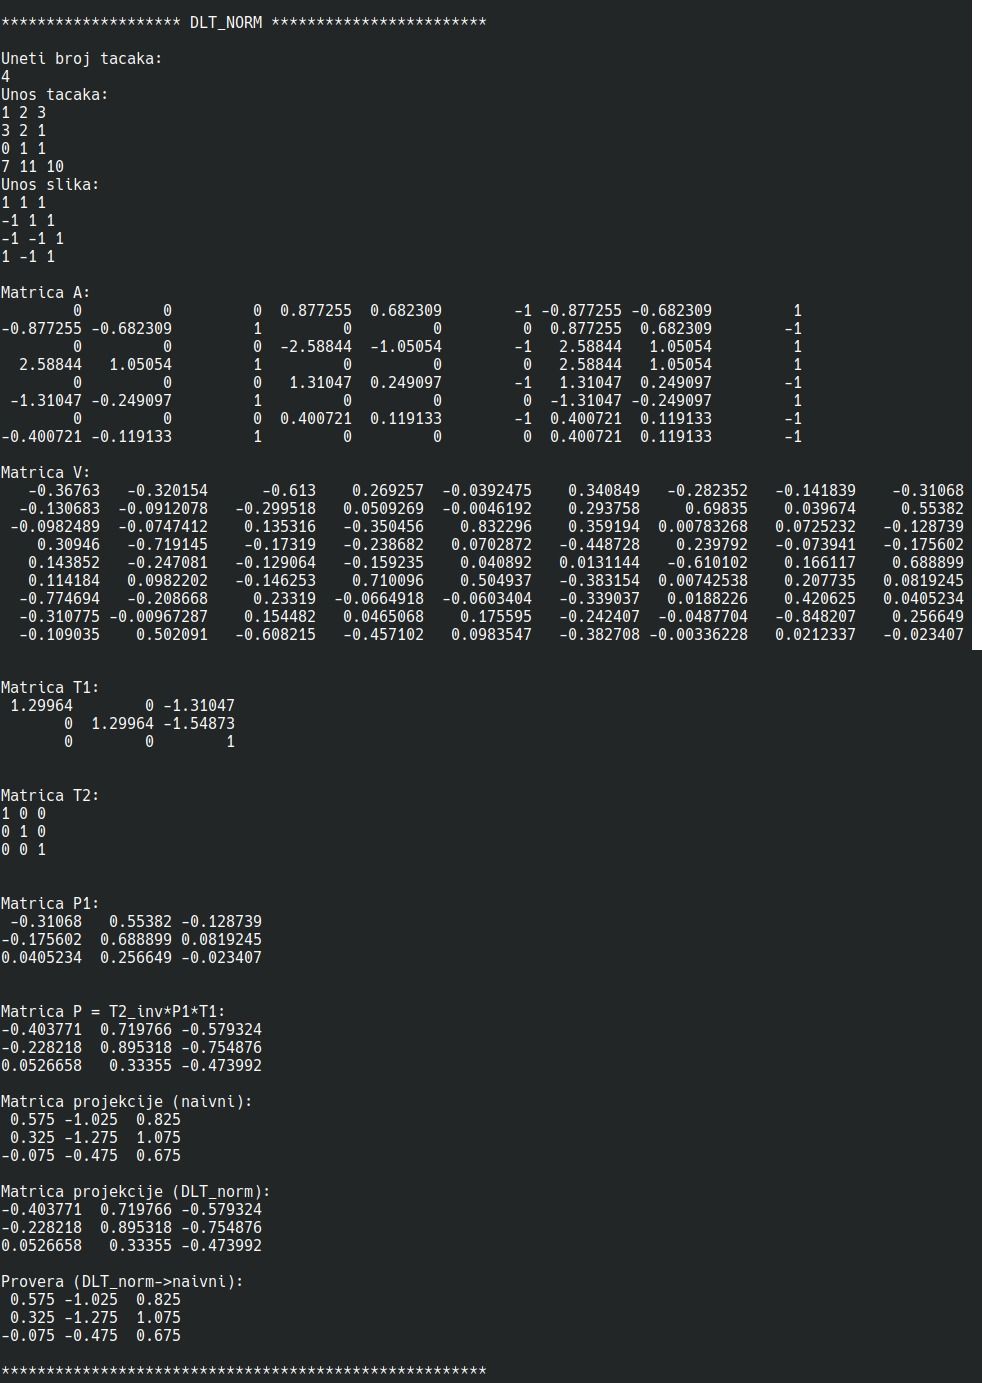 ******************** DLT_NORM ************************
Uneti broj tacaka:
4
Unos tacaka:
1 2 3
3 2 1
0 1 1
7 11 10
Unos slika:
1 1 1
-1 1 1
-1 -1 1
1 -1 1
Matrica A:
0 0 0 0.877255 0.682309 -1 -0.877255 -0.682309 1
-0.877255 -0.682309 1 0 0 0 0.877255 0.682309 -1
0 0 0 -2.58844 -1.05054 -1 2.58844 1.05054 1
2.58844 1.05054 1 0 0 0 2.58844 1.05054 1
0 0 0 1.31047 0.249097 -1 1.31047 0.249097 -1
-1.31047 -0.249097 1 0 0 0 -1.31047 -0.249097 1
0 0 0 0.400721 0.119133 -1 0.400721 0.119133 -1
-0.400721 -0.119133 1 0 0 0 0.400721 0.119133 -1
Matrica V:
-0.36763 -0.320154 -0.613 0.269257 -0.0392475 0.340849 -0.282352 -0.141839 -0.31068
-0.130683 -0.0912078 -0.299518 0.0509269 -0.0046192 0.293758 0.69835 0.039674 0.55382
-0.0982489 -0.0747412 0.135316 -0.350456 0.832296 0.359194 0.00783268 0.0725232 -0.128739
0.30946 -0.719145 -0.17319 -0.238682 0.0702872 -0.448728 0.239792 -0.073941 -0.175602
0.143852 -0.247081 -0.129064 -0.159235 0.040892 0.0131144 -0.610102 0.166117 0.688899
0.114184 0.0982202 -0.146253 0.710096 0.504937 -0.383154 0.00742538 0.207735 0.0819245
-0.774694 -0.208668 0.23319 -0.0664918 -0.0603404 -0.339037 0.0188226 0.420625 0.0405234
-0.310775 -0.00967287 0.154482 0.0465068 0.175595 -0.242407 -0.0487704 -0.848207 0.256649
-0.109035 0.502091 -0.608215 -0.457102 0.0983547 -0.382708 -0.00336228 0.0212337 -0.023407
Matrica T1:
1.29964 0 -1.31047
0 1.29964 -1.54873
0 0 1
Matrica T2:
1 0 0
0 1 0
0 0 1
Matrica P1:
-0.31068 0.55382 -0.128739
-0.175602 0.688899 0.0819245
0.0405234 0.256649 -0.023407
Matrica P = T2_inv*P1*T1:
-0.403771 0.719766 -0.579324
-0.228218 0.895318 -0.754876
0.0526658 0.33355 -0.473992
Matrica projekcije (naivni):
0.575 -1.025 0.825
0.325 -1.275 1.075
-0.075 -0.475 0.675
Matrica projekcije (DLT_norm):
-0.403771 0.719766 -0.579324
-0.228218 0.895318 -0.754876
0.0526658 0.33355 -0.473992
Provera (DLT_norm->naivni):
0.575 -1.025 0.825
0.325 -1.275 1.075
-0.075 -0.475 0.675
******************************************************